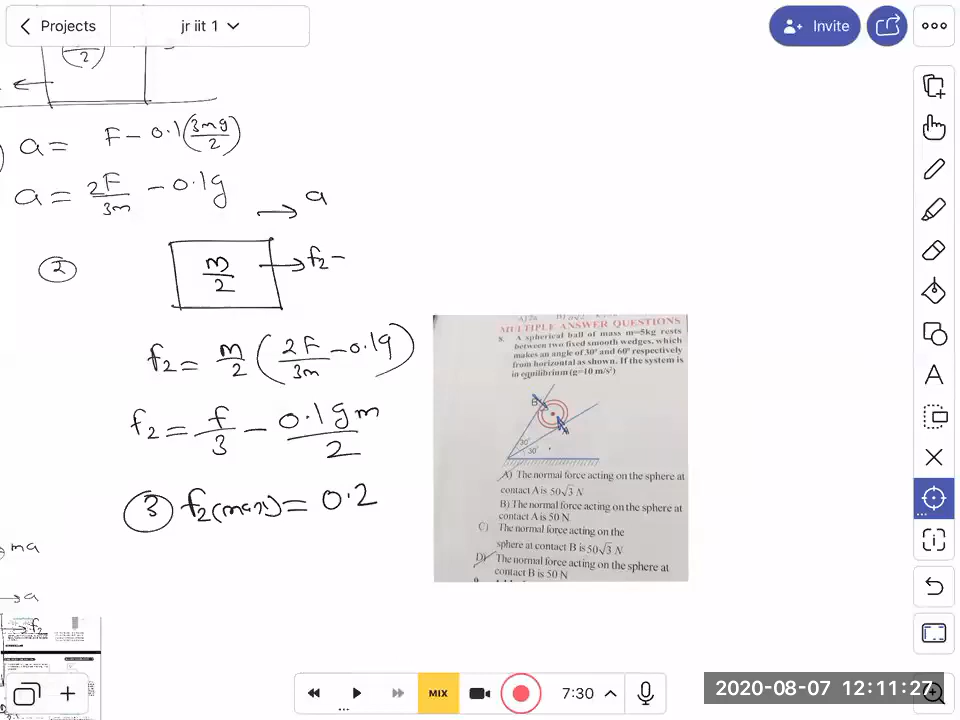 Projects
jr iit 1
Invite
2
a = F - 0.1(3mg/2)
a = 2F/3m - 0.1g
→ a
2
m/2 → f2 -
f2 = m/2 (2F/3m - 0.1g)
f2 = f/3 - 0.1gm/2
3 f2(max) = 0.2
ma
→ a
f2
MULTIPLE ANSWER QUESTIONS
8. A spherical ball of mass m=5kg rests
between two fixed smooth wedges, which
makes an angle of 30° and 60° respectively
from horizontal as shown. If the system is
in equilibrium (g=10 m/s²)
B
A
30°
30°
A) The normal force acting on the sphere at
contact A is 50√3 N
B) The normal force acting on the sphere at
contact A is 50 N
C) The normal force acting on the
sphere at contact B is 50√3 N
D) The normal force acting on the sphere at
contact B is 50 N
A
MIX
7:30
2020-08-07 12:11:27